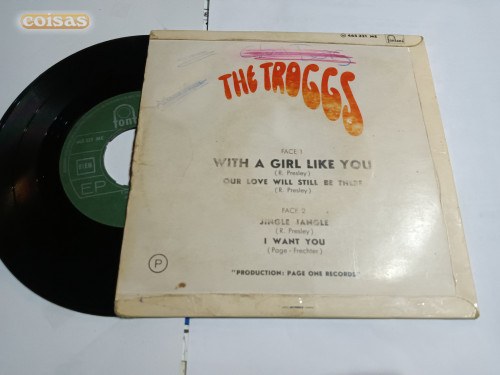 coisas
fontana
EP
THE TROGGS
FACE 1
WITH A GIRL LIKE YOU
( R. Presley )
OUR LOVE WILL STILL BE THERE
( R. Presley )
FACE 2
JINGLE JANGLE
( R. Presley )
I WANT YOU
( Page - Frechter )
P
"PRODUCTION: PAGE ONE RECORDS"